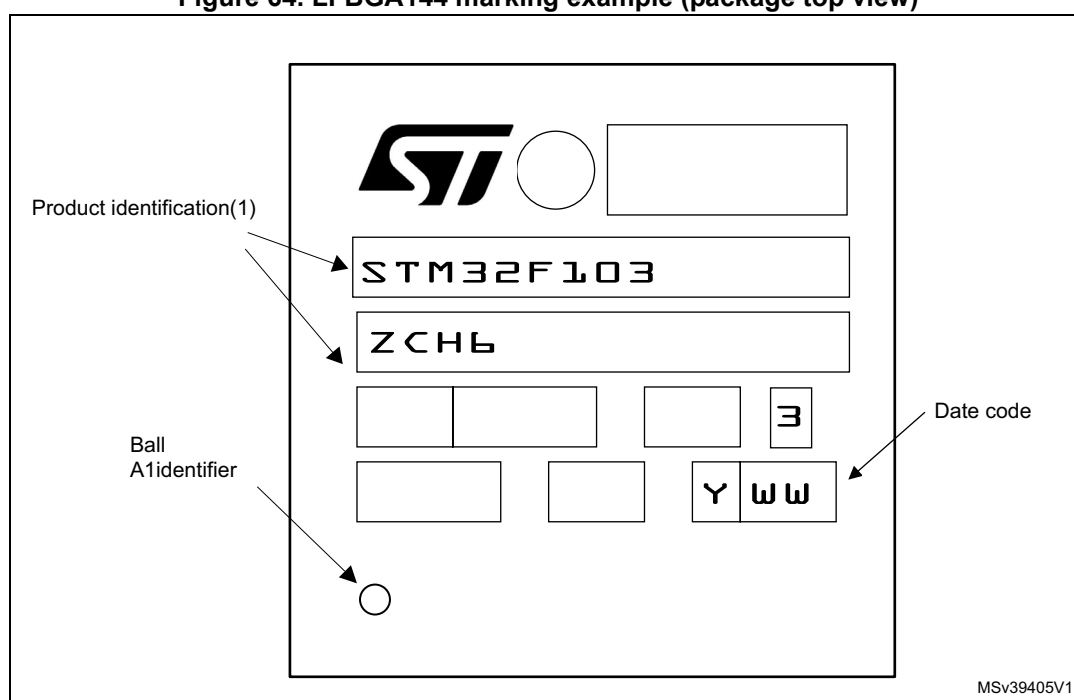 Figure 64. LFBGA144 marking example (package top view)
ST
Product identification(1)
STM32F103
ZCH6
3
Date code
Ball
A1identifier
Y WW
MSv39405V1